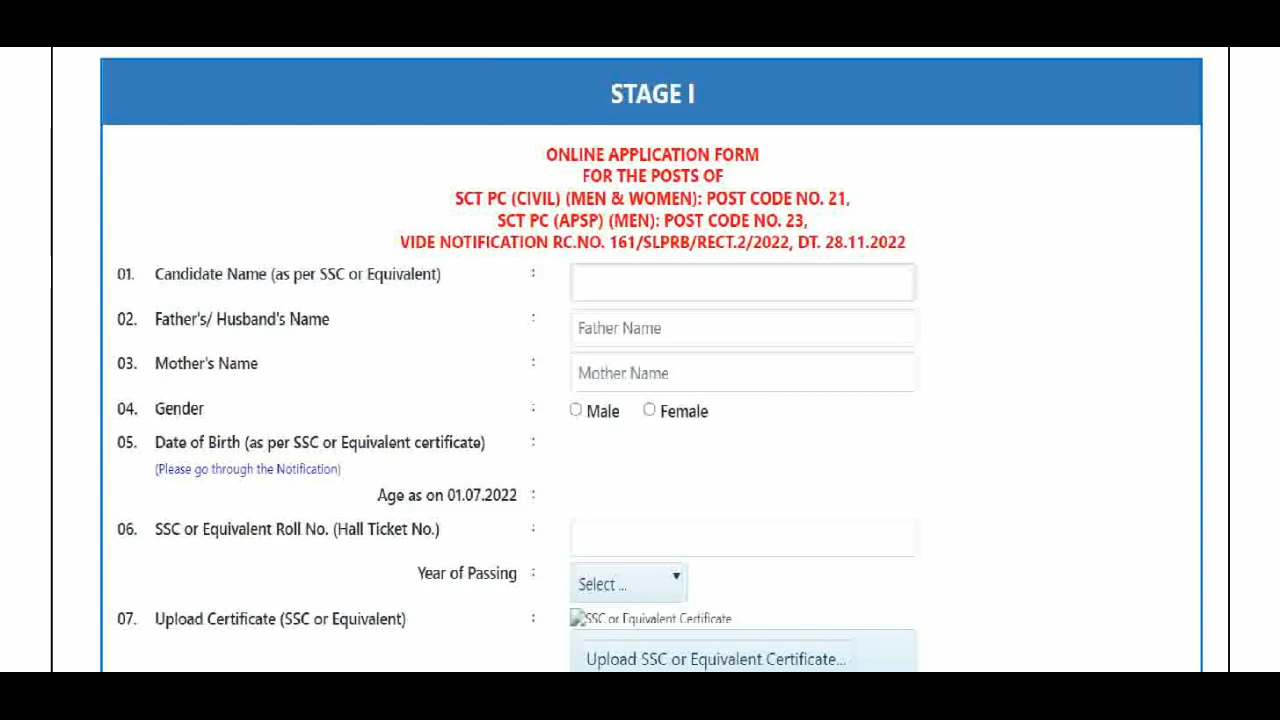 STAGE I
ONLINE APPLICATION FORM
FOR THE POSTS OF
SCT PC (CIVIL) (MEN & WOMEN): POST CODE NO. 21,
SCT PC (APSP) (MEN): POST CODE NO. 23,
VIDE NOTIFICATION RC.NO. 161/SLPRB/RECT.2/2022, DT. 28.11.2022
01. Candidate Name (as per SSC or Equivalent) :
02. Father's/ Husband's Name : Father Name
03. Mother's Name : Mother Name
04. Gender : Male Female
05. Date of Birth (as per SSC or Equivalent certificate) :
(Please go through the Notification)
Age as on 01.07.2022 :
06. SSC or Equivalent Roll No. (Hall Ticket No.) :
Year of Passing : Select ...
07. Upload Certificate (SSC or Equivalent) : SSC or Equivalent Certificate
Upload SSC or Equivalent Certificate...